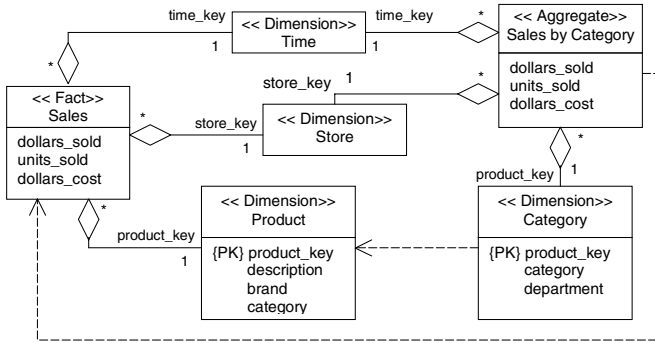 time_key
time_key
<< Dimension>>
Time
1
1
*
*
<< Aggregate>>
Sales by Category
dollars_sold
units_sold
dollars_cost
store_key
1
*
<< Fact>>
Sales
dollars_sold
units_sold
dollars_cost
*
store_key
1
<< Dimension>>
Store
*
product_key
1
*
product_key
1
<< Dimension>>
Product
{PK} product_key
description
brand
category
<< Dimension>>
Category
{PK} product_key
category
department